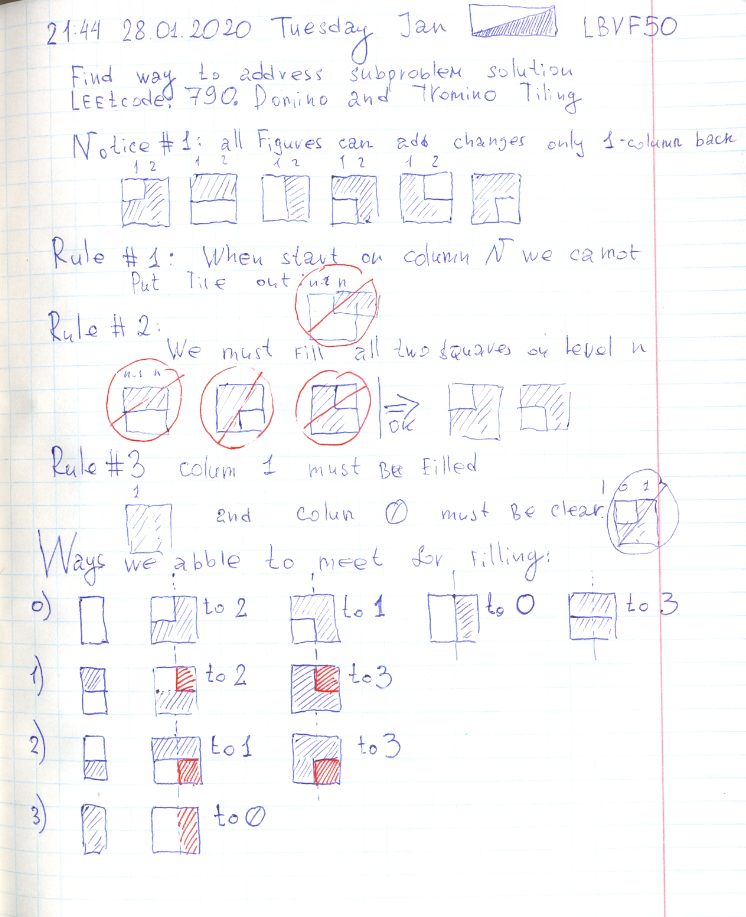 21:44 28.01.2020 Tuesday Jan LBVF50
Find way to address subproblem solution
LEEtcode: 790. Domino and Tromino Tiling
Notice #1: all Figures can add changes only 1-column back
1 2 1 2 1 2 1 2 1 2
Rule #1: When start on column N we cannot
Put Tile out: n-1 n
Rule #2:
We must Fill all two squares on level n
n-1 n
=> ok
Rule #3 colum 1 must BE Filled
1
and colun 0 must Be clear. 0 1
Ways we abble to meet for filling:
0) to 2 to 1 to 0 to 3
1) to 2 to 3
2) to 1 to 3
3) to 0